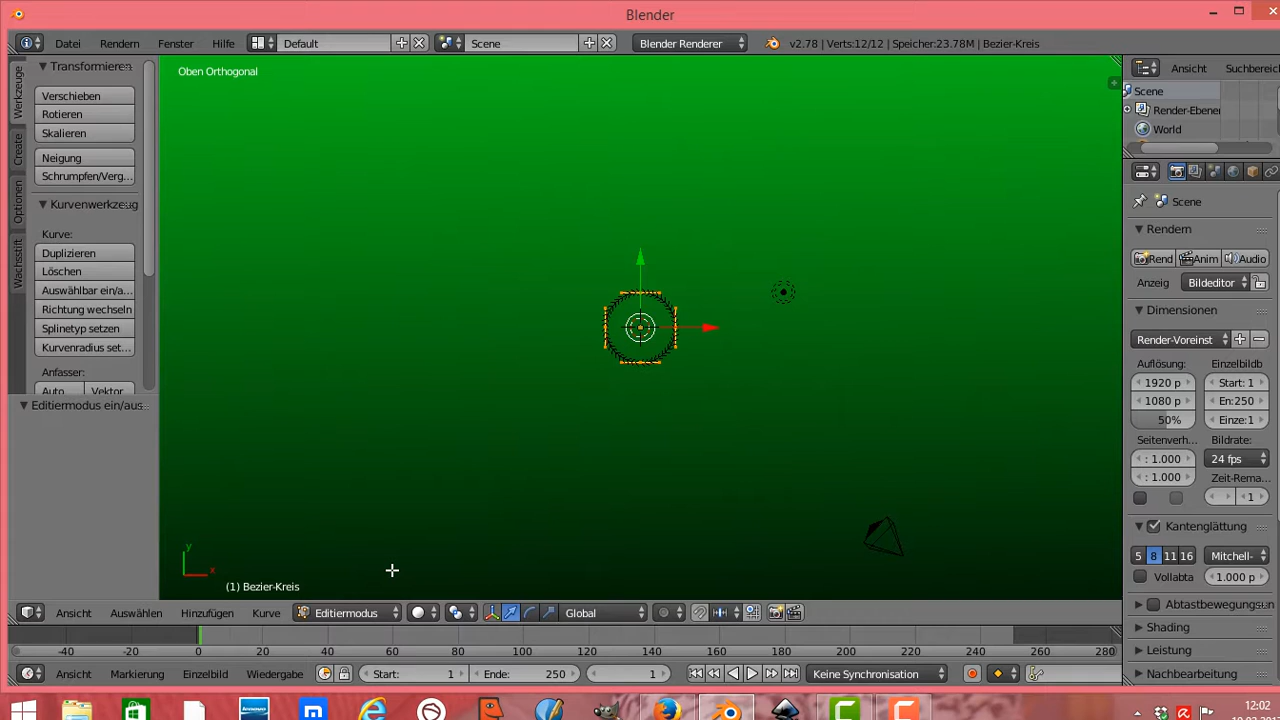 Blender
Datei Rendern Fenster Hilfe Default Scene Blender Renderer v2.78 | Verts:12/12 | Speicher:23.78M | Bezier-Kreis
Werkzeuge
Create
Optionen
Wachsstift
Transformieren
Verschieben
Rotieren
Skalieren
Neigung
Schrumpfen/Verg...
Kurvenwerkzeug
Kurve:
Duplizieren
Löschen
Auswählbar ein/a...
Richtung wechseln
Splinetyp setzen
Kurvenradius set...
Anfasser:
Auto Vektor
Editiermodus ein/aus
Oben Orthogonal
y
x
(1) Bezier-Kreis
Ansicht Auswählen Hinzufügen Kurve Editiermodus Global
-40 -20 0 20 40 60 80 100 120 140 160 180 200 220 240 260 280
Ansicht Markierung Einzelbild Wiedergabe Start: 1 Ende: 250 1 Keine Synchronisation
Ansicht Suchbereich
Scene
Render-Ebenen
World
Scene
Rendern
Rend Anim Audio
Anzeig Bildeditor
Dimensionen
Render-Voreinst
Auflösung: Einzelbildb
1920 p Start: 1
1080 p En:250
50% Einze:1
Seitenverh... Bildrate:
: 1.000 24 fps
: 1.000 Zeit-Rema...
1
Kantenglättung
5 8 11 16 Mitchell-
Vollabta 1.000 p
Abtastbewegungsun
Shading
Leistung
Nachbearbeitung
12:02